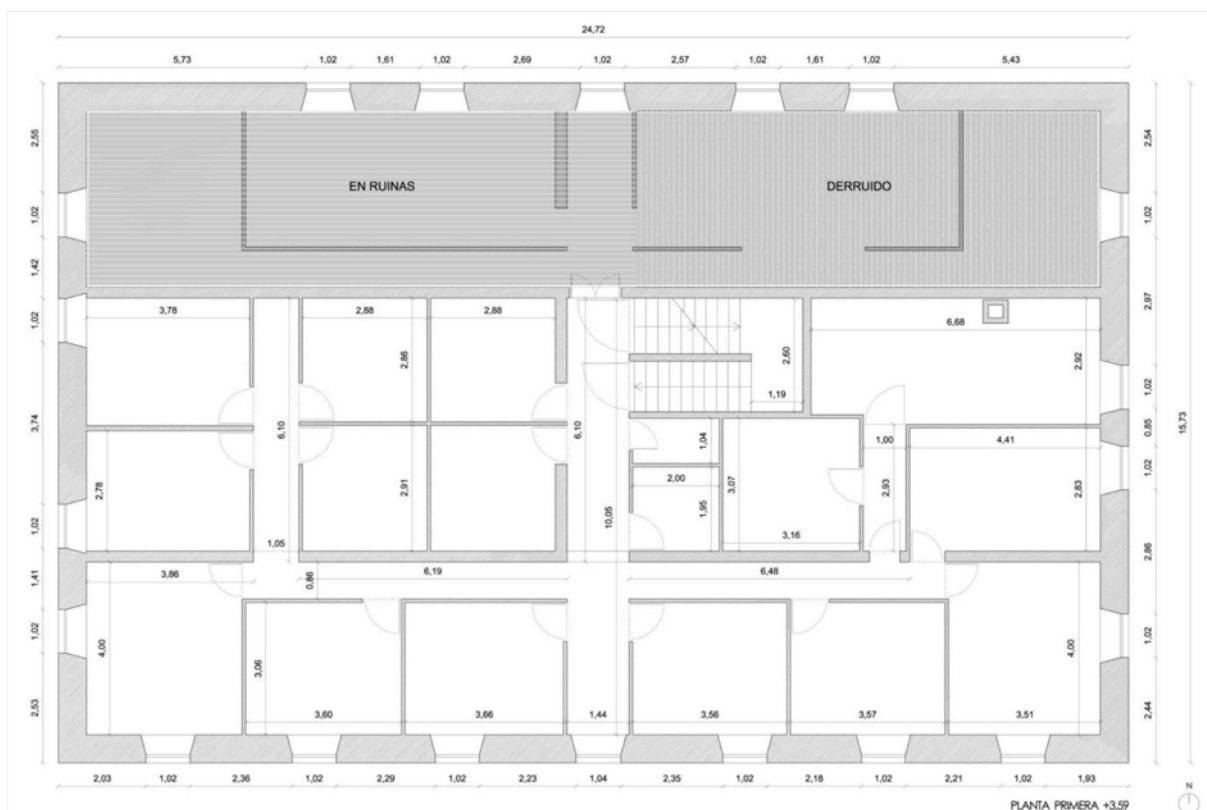 24,72
5,73 1,02 1,61 1,02 2,69 1,02 2,57 1,02 1,61 1,02 5,43
2,55 2,54
EN RUINAS DERRUIDO
1,02 1,02
1,42
2,97
1,02 3,78 2,88 2,88 6,68
2,86 2,60 2,92
1,19 1,02
3,74 15,73
6,10 6,10 1,04 1,00 4,41 0,85
2,78 2,91 2,00 3,07 2,93 2,83 1,02
1,95
1,02 10,05
1,05 3,16 2,86
1,41 3,86 0,86 6,19 6,48
1,02 4,00 4,00 1,02
3,06
2,53 2,44
3,60 3,66 1,44 3,56 3,57 3,51
2,03 1,02 2,36 1,02 2,29 1,02 2,23 1,04 2,35 1,02 2,18 1,02 2,21 1,02 1,93
N
PLANTA PRIMERA +3.59